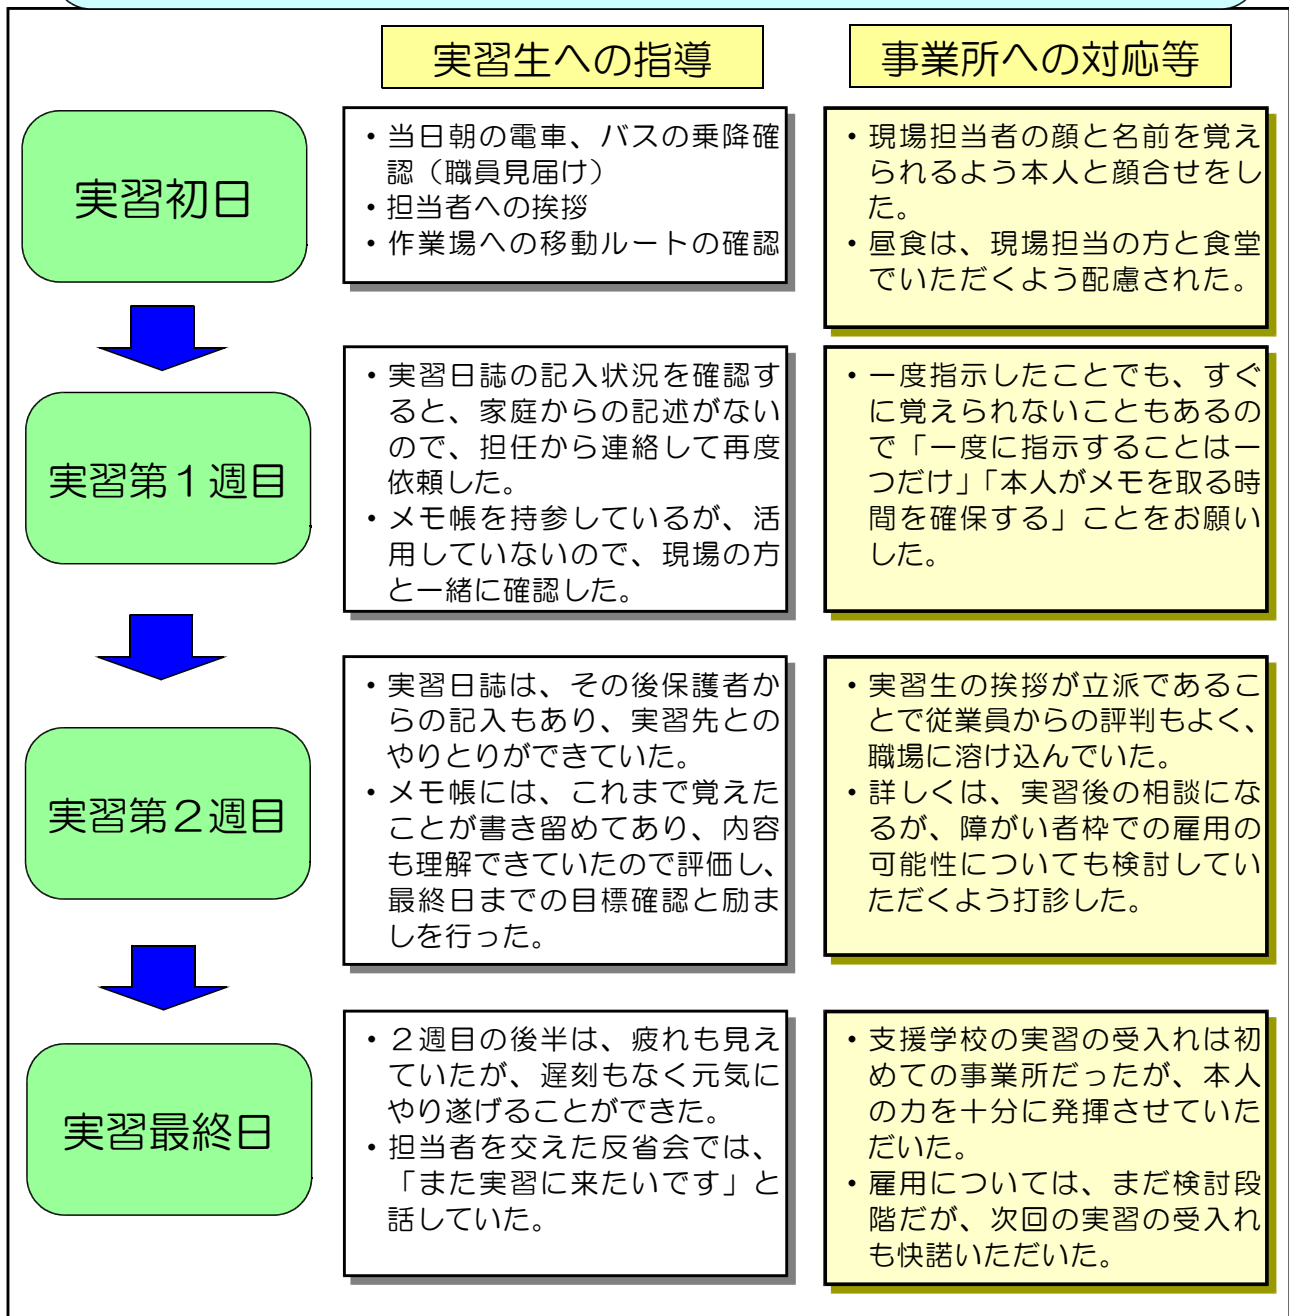 実習生への指導
事業所への対応等
実習初日
・当日朝の電車、バスの乗降確
認（職員見届け）
・担当者への挨拶
・作業場への移動ルートの確認
・現場担当者の顔と名前を覚え
られるよう本人と顔合せをし
た。
・昼食は、現場担当の方と食堂
でいただくよう配慮された。
実習第１週目
・実習日誌の記入状況を確認す
ると、家庭からの記述がない
ので、担任から連絡して再度
依頼した。
・メモ帳を持参しているが、活
用していないので、現場の方
と一緒に確認した。
・一度指示したことでも、すぐ
に覚えられないこともあるの
で「一度に指示することは一
つだけ」「本人がメモを取る時
間を確保する」ことをお願い
した。
実習第２週目
・実習日誌は、その後保護者か
らの記入もあり、実習先との
やりとりができていた。
・メモ帳には、これまで覚えた
ことが書き留めてあり、内容
も理解できていたので評価し、
最終日までの目標確認と励ま
しを行った。
・実習生の挨拶が立派であるこ
とで従業員からの評判もよく、
職場に溶け込んでいた。
・詳しくは、実習後の相談にな
るが、障がい者枠での雇用の
可能性についても検討してい
ただくよう打診した。
実習最終日
・２週目の後半は、疲れも見え
ていたが、遅刻もなく元気に
やり遂げることができた。
・担当者を交えた反省会では、
「また実習に来たいです」と
話していた。
・支援学校の実習の受入れは初
めての事業所だったが、本人
の力を十分に発揮させていた
だいた。
・雇用については、まだ検討段
階だが、次回の実習の受入れ
も快諾いただいた。